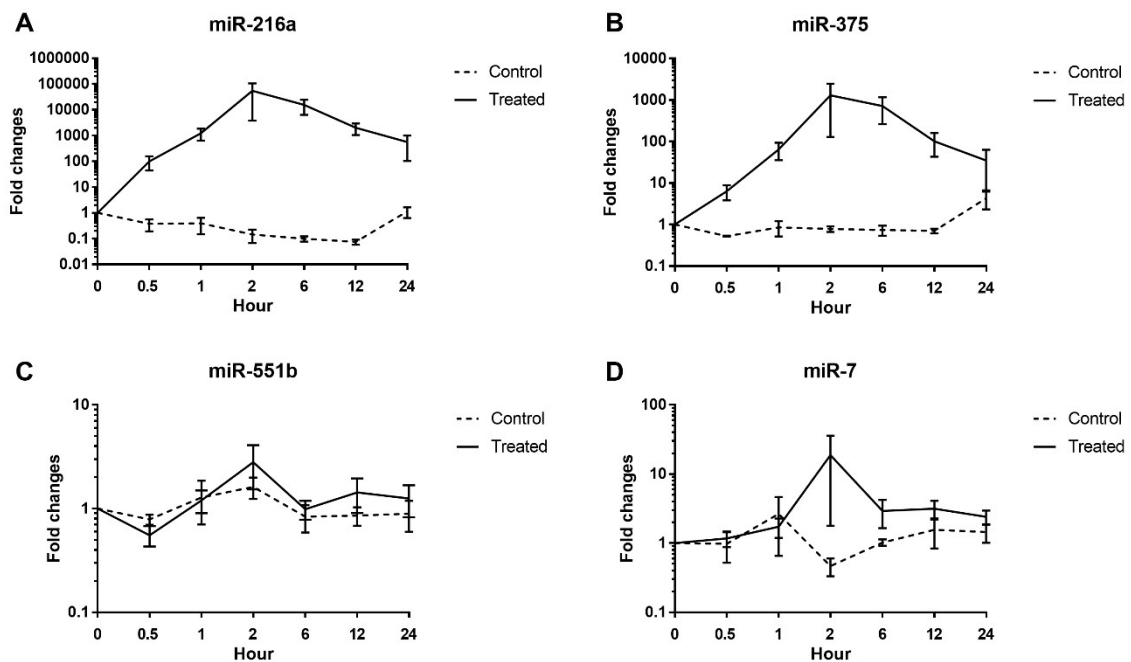 A
miR-216a
Fold changes
1000000
100000
10000
1000
100
10
1
0.1
0.01
0 0.5 1 2 6 12 24
Hour
Control
Treated
B
miR-375
Fold changes
10000
1000
100
10
1
0.1
0 0.5 1 2 6 12 24
Hour
Control
Treated
C
miR-551b
Fold changes
10
1
0.1
0 0.5 1 2 6 12 24
Hour
Control
Treated
D
miR-7
Fold changes
100
10
1
0.1
0 0.5 1 2 6 12 24
Hour
Control
Treated